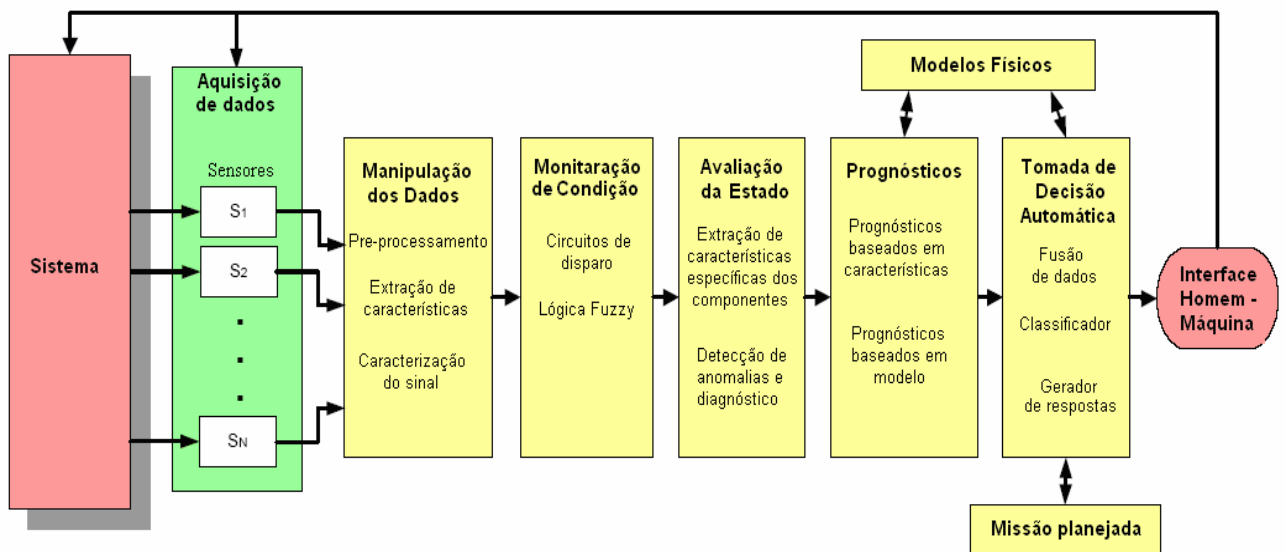 Sistema
Aquisição
de dados
Sensores
S1
S2
SN
Manipulação
dos Dados
Pre-processamento
Extração de
características
Caracterização
do sinal
Monitaração
de Condição
Circuitos de
disparo
Lógica Fuzzy
Avaliação
da Estado
Extração de
características
específicas dos
componentes
Detecção de
anomalias e
diagnóstico
Modelos Físicos
Prognósticos
Prognósticos
baseados em
características
Prognósticos
baseados em
modelo
Tomada de
Decisão
Automática
Fusão
de dados
Classificador
Gerador
de respostas
Missão planejada
Interface
Homem -
Máquina